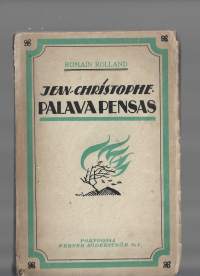 ROMAIN ROLLAND
JEAN-CHRISTOPHE
PALAVA PENSAS
PORVOOSSA
WERNER SÖDERSTRÖM O.Y.